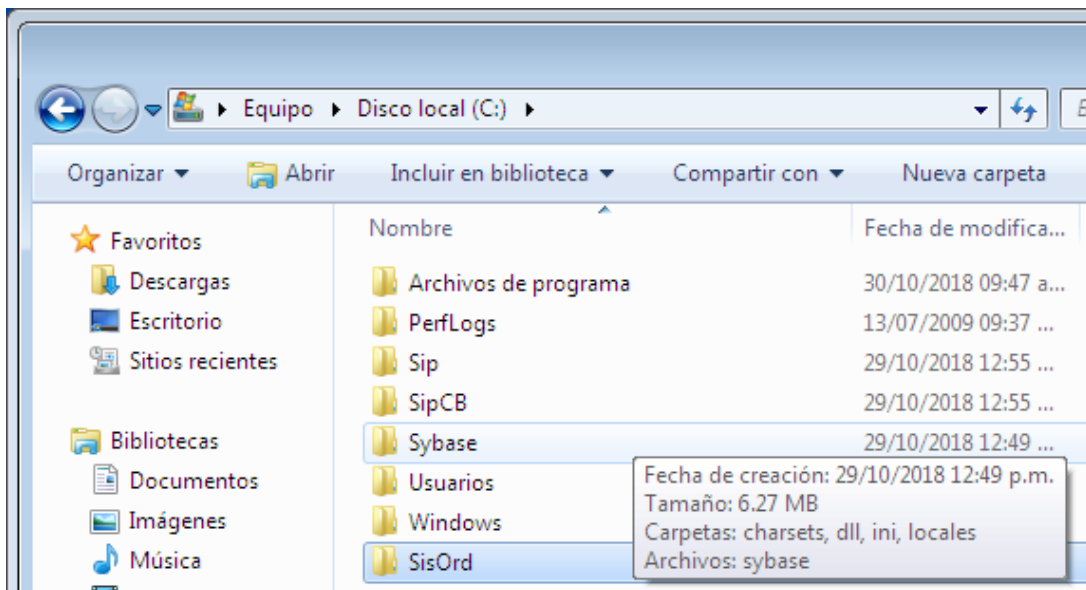 Equipo Disco local (C:)
Organizar Abrir Incluir en biblioteca Compartir con Nueva carpeta
Favoritos
Descargas
Escritorio
Sitios recientes
Bibliotecas
Documentos
Imágenes
Música
Nombre Fecha de modifica...
Archivos de programa 30/10/2018 09:47 a...
PerfLogs 13/07/2009 09:37 ...
Sip 29/10/2018 12:55 ...
SipCB 29/10/2018 12:55 ...
Sybase 29/10/2018 12:49 ...
Usuarios
Windows
SisOrd
Fecha de creación: 29/10/2018 12:49 p.m.
Tamaño: 6.27 MB
Carpetas: charsets, dll, ini, locales
Archivos: sybase